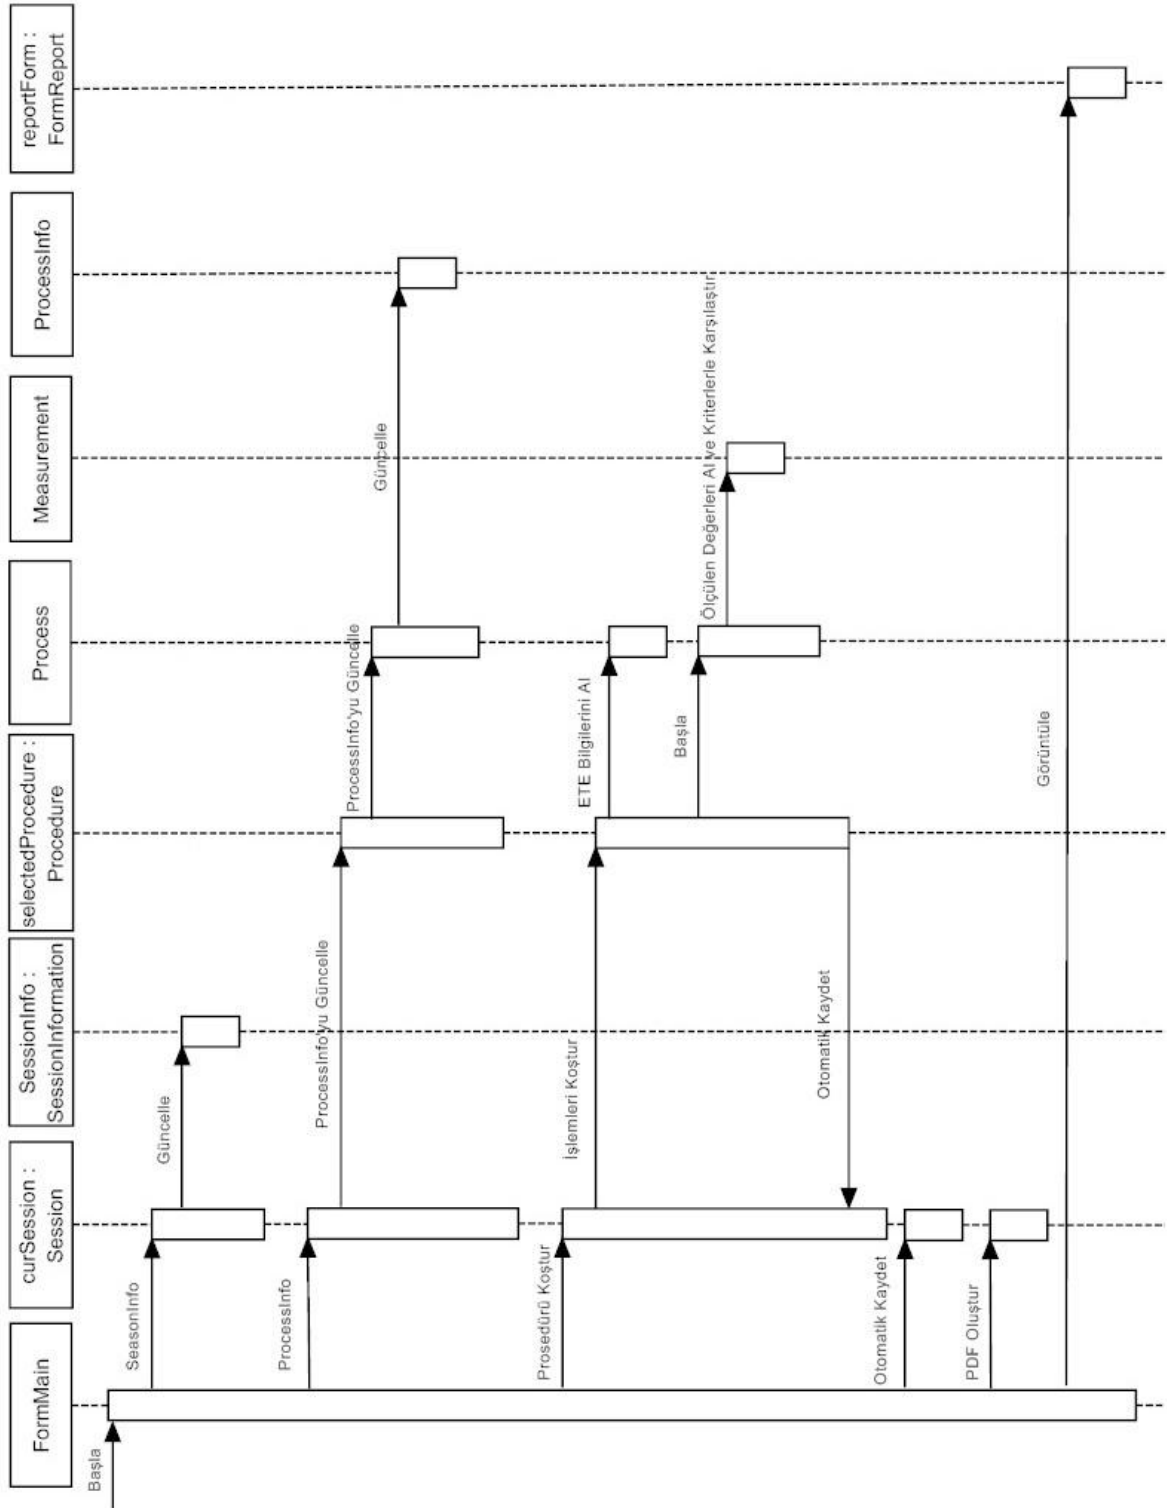 FormMain
curSession :
Session
SessionInfo :
SessionInformation
selectedProcedure :
Procedure
Process
Measurement
ProcessInfo
reportForm :
FormReport
Başla
SeasonInfo
Güncelle
ProcessInfo
ProcessInfo'yu Güncelle
ProcessInfo'yu Güncelle
Güncelle
Prosedürü Koştur
İşlemleri Koştur
ETE Bilgilerini Al
Başla
Ölçülen Değerleri Al ve Kriterlerle Karşılaştır
Otomatik Kaydet
Otomatik Kaydet
PDF Oluştur
Görüntüle